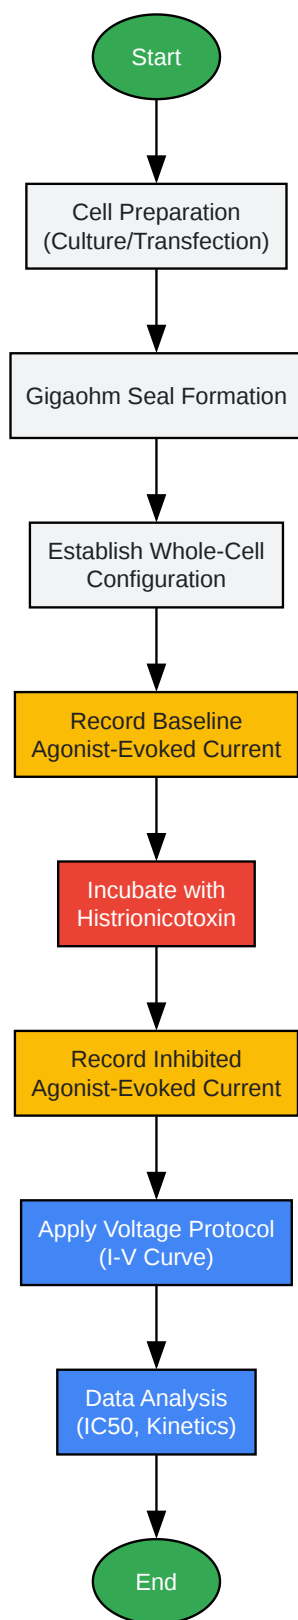 Start
Cell Preparation
(Culture/Transfection)
Gigaohm Seal Formation
Establish Whole-Cell
Configuration
Record Baseline
Agonist-Evoked Current
Incubate with
Histrionicotoxin
Record Inhibited
Agonist-Evoked Current
Apply Voltage Protocol
(I-V Curve)
Data Analysis
(IC50, Kinetics)
End